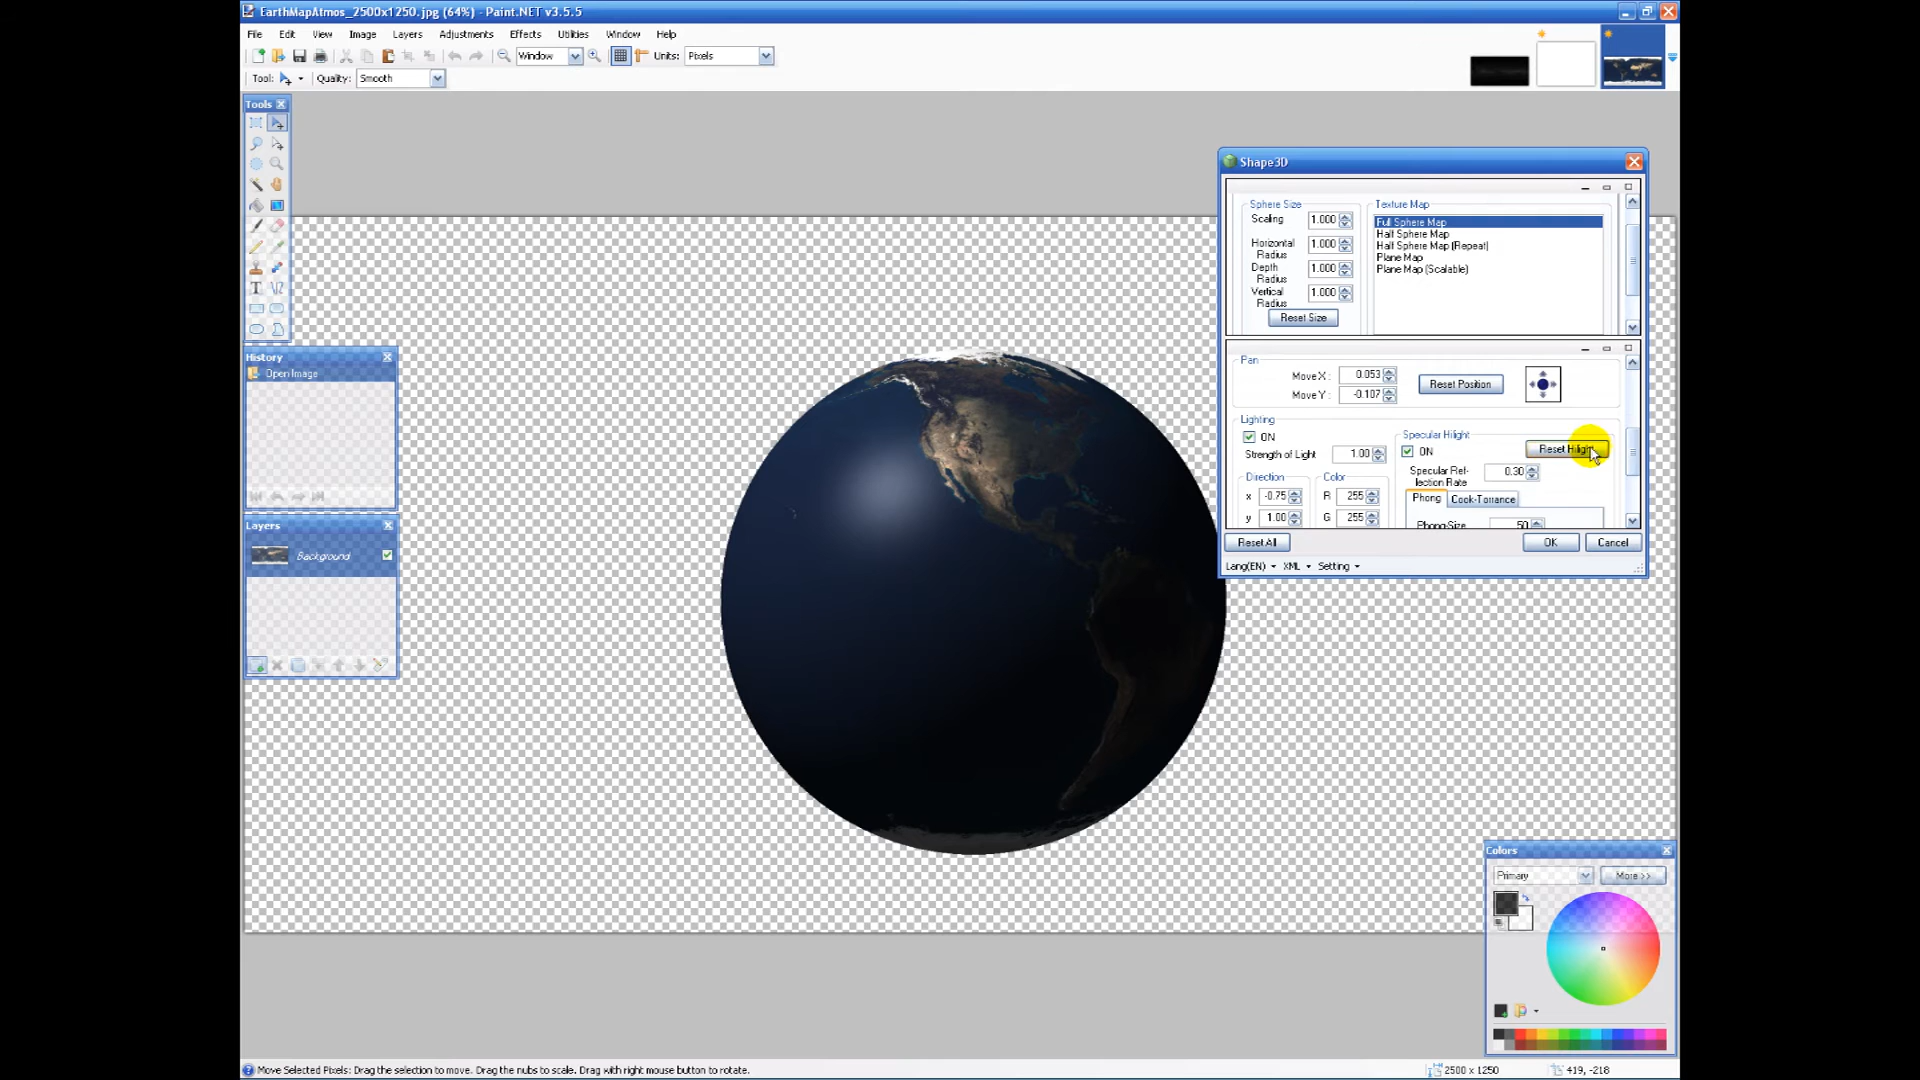 EarthMapAtmos_2500x1250.jpg (64%) - Paint.NET v3.5.5
File Edit View Image Layers Adjustments Effects Utilities Window Help
Window Units: Pixels
Tool: Quality: Smooth
Tools
History
Open Image
Layers
Background
Shape3D
Sphere Size
Scaling 1.000
Horizontal Radius 1.000
Depth Radius 1.000
Vertical Radius 1.000
Reset Size
Texture Map
Full Sphere Map
Half Sphere Map
Half Sphere Map (Repeat)
Plane Map
Plane Map (Scalable)
Pan
Move X : 0.053
Move Y : -0.107
Reset Position
Lighting
ON
Strength of Light 1.00
Direction
x -0.75
y 1.00
Color
R 255
G 255
Specular Hilight
ON
Reset Hilight
Specular Ref-
lection Rate 0.30
Phong Cook-Torrance
Phong-Size 50
Reset All OK Cancel
Lang(EN) XML Setting
Colors
Primary More >>
Move Selected Pixels: Drag the selection to move. Drag the nubs to scale. Drag with right mouse button to rotate.
2500 x 1250
419, -218